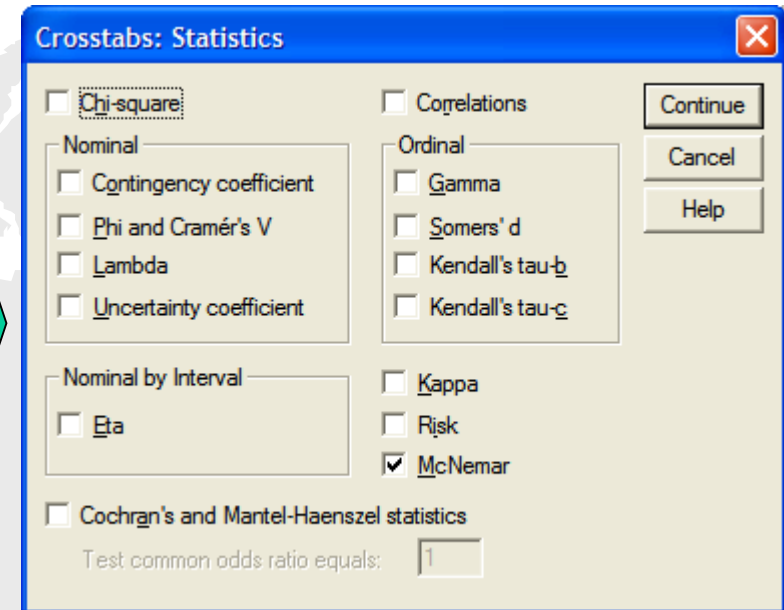 Crosstabs: Statistics
Chi-square
Correlations
Continue
Nominal
Ordinal
Cancel
Contingency coefficient
Gamma
Help
Phi and Cramér's V
Somers' d
Lambda
Kendall's tau-b
Uncertainty coefficient
Kendall's tau-c
Nominal by Interval
Kappa
Eta
Risk
McNemar
Cochran's and Mantel-Haenszel statistics
Test common odds ratio equals: 1